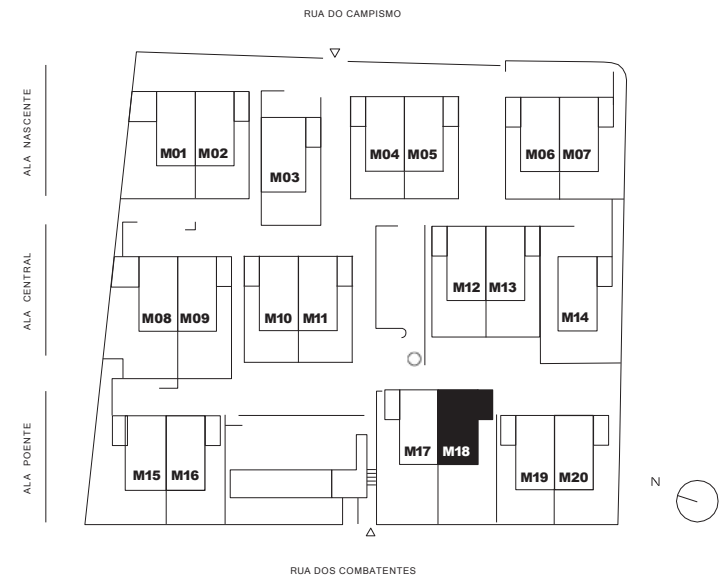 RUA DO CAMPISMO
ALA NASCENTE
M01 M02
M03
M04 M05
M06 M07
ALA CENTRAL
M08 M09
M10 M11
M12 M13
M14
ALA POENTE
M15 M16
M17 M18
M19 M20
N
RUA DOS COMBATENTES